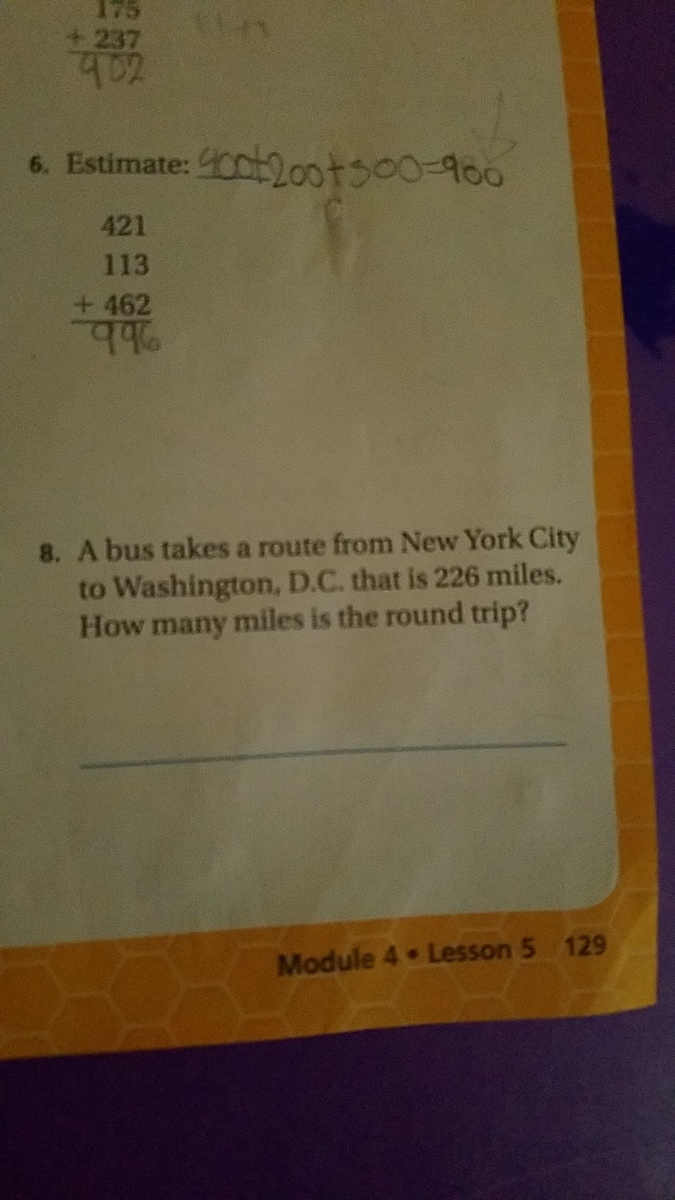 175
+ 237
902
6. Estimate: 400+200+500=900
421
113
+ 462
996
8. A bus takes a route from New York City
to Washington, D.C. that is 226 miles.
How many miles is the round trip?
Module 4 • Lesson 5 129